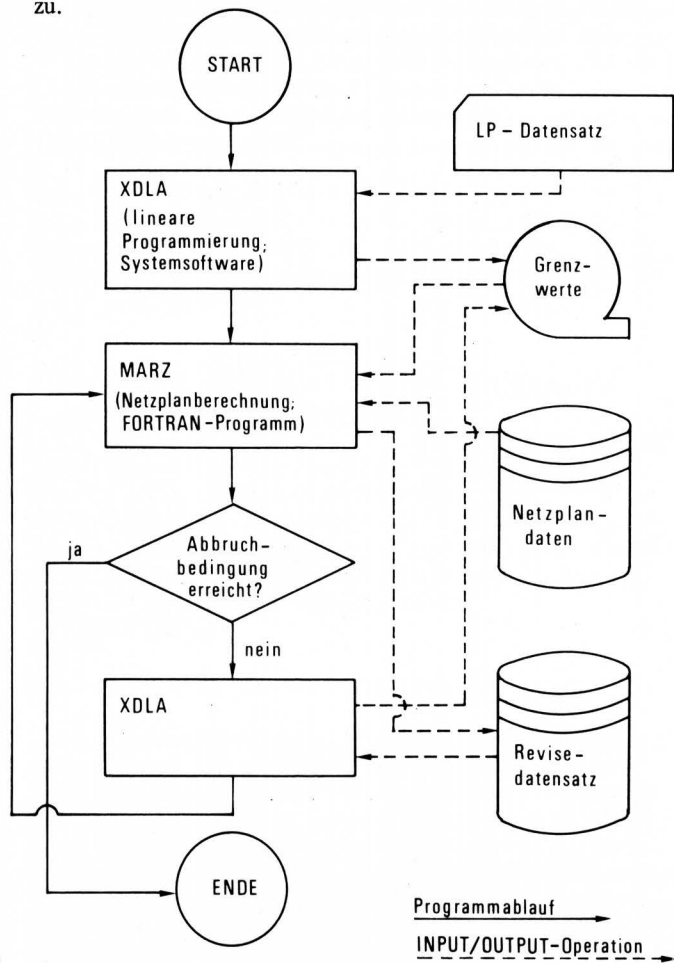 zu.
START
LP – Datensatz
XDLA
(lineare
Programmierung;
Systemsoftware)
Grenz-
werte
MARZ
(Netzplanberechnung;
FORTRAN-Programm)
Netzplan-
daten
ja
Abbruch-
bedingung
erreicht?
nein
XDLA
Revise-
datensatz
ENDE
Programmablauf
INPUT/OUTPUT-Operation